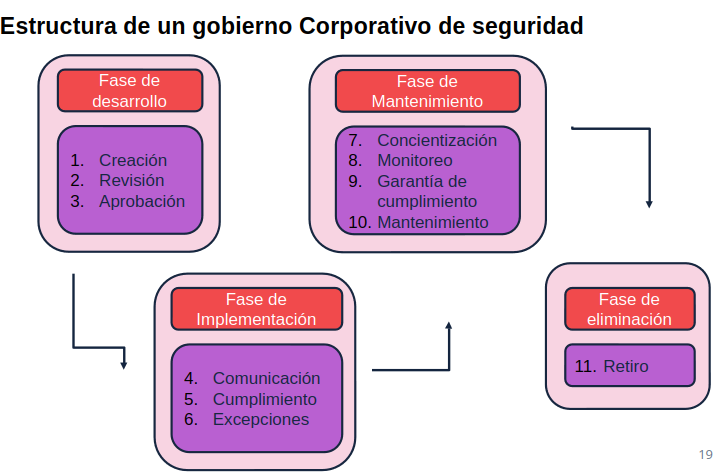 Estructura de un gobierno Corporativo de seguridad
Fase de
desarrollo
1. Creación
2. Revisión
3. Aprobación
Fase de
Implementación
4. Comunicación
5. Cumplimiento
6. Excepciones
Fase de
Mantenimiento
7. Concientización
8. Monitoreo
9. Garantía de
cumplimiento
10. Mantenimiento
Fase de
eliminación
11. Retiro
19